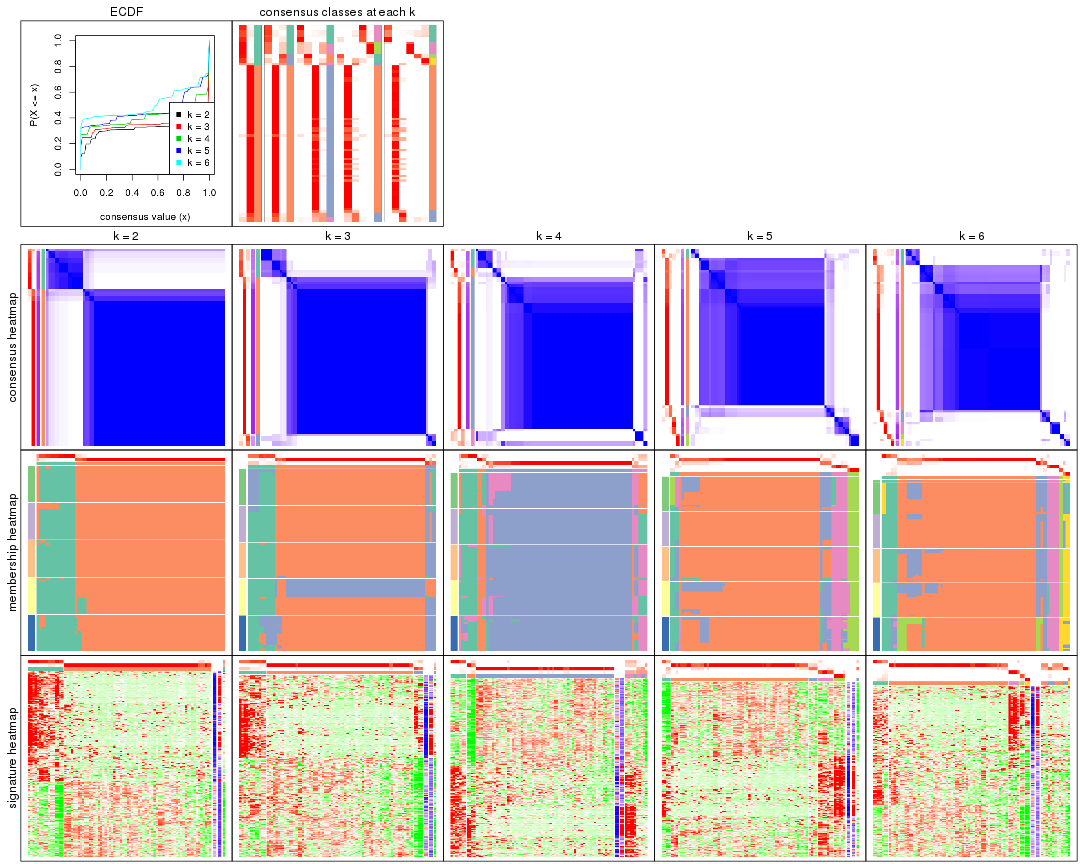 ECDF
consensus classes at each k
P(X <= x)
1.0
0.8
0.6
0.4
0.2
0.0
k = 2
k = 3
k = 4
k = 5
k = 6
0.0 0.2 0.4 0.6 0.8 1.0
consensus value (x)
k = 2
k = 3
k = 4
k = 5
k = 6
consensus heatmap
membership heatmap
signature heatmap